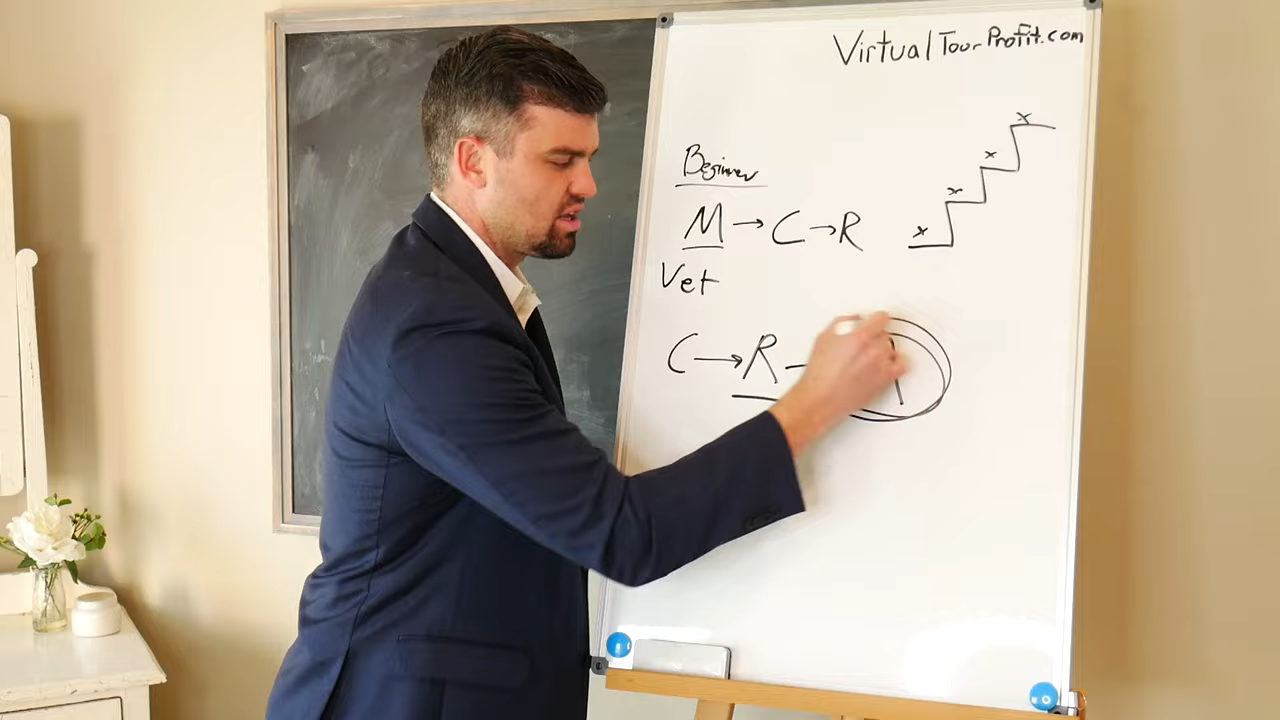 VirtualTourProfit.com
x
x
x
x
Beginner
M → C → R
Vet
C → R